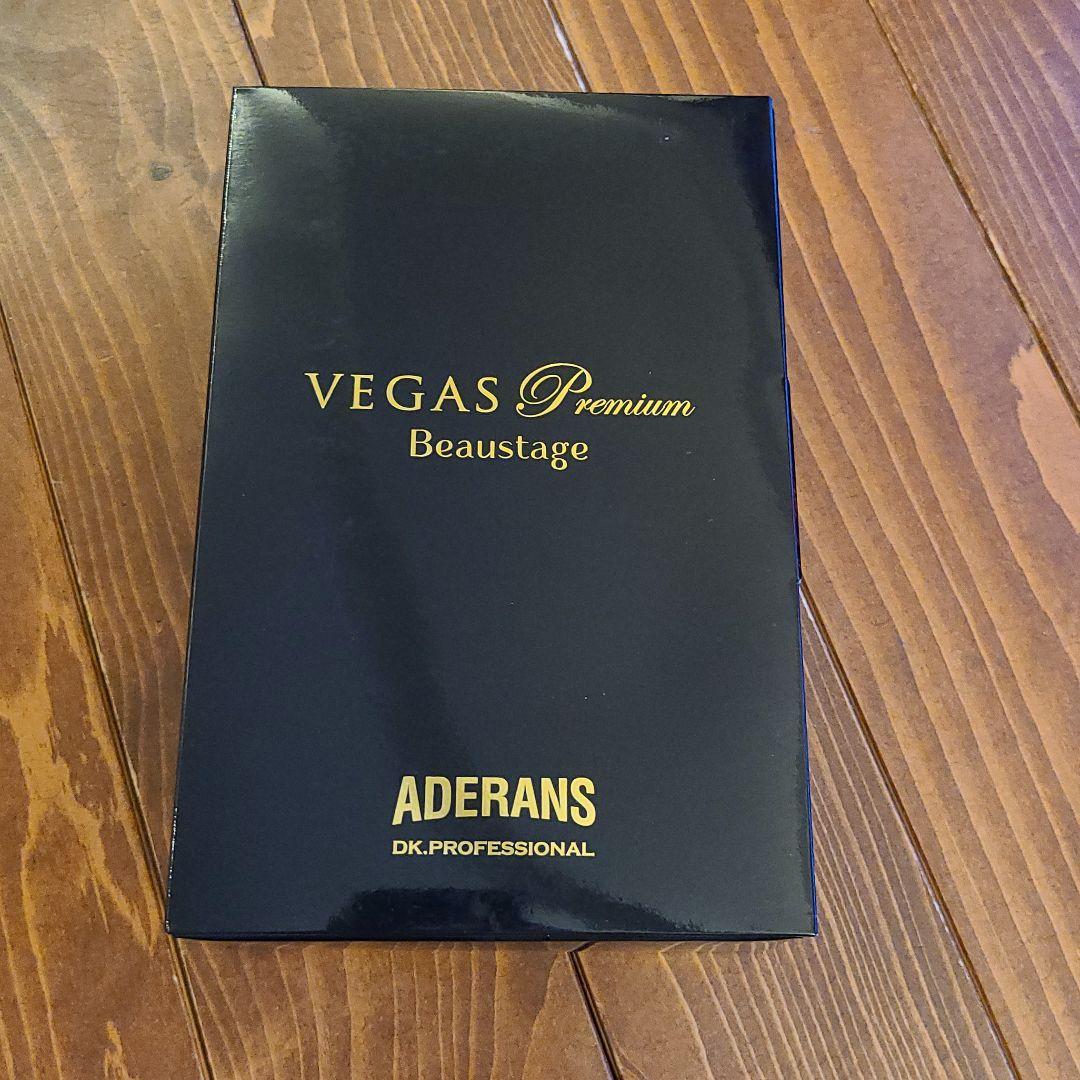 VEGAS Premium
Beaustage
ADERANS
DK.PROFESSIONAL